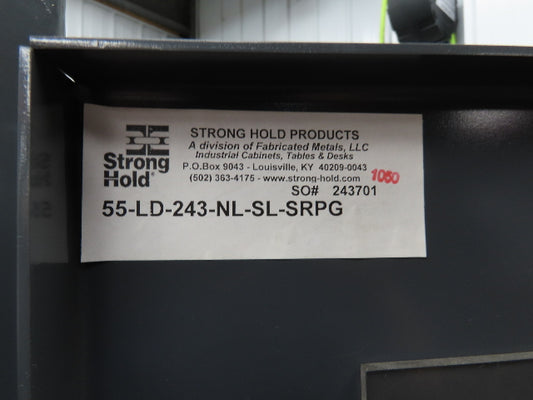 Strong
Hold®
STRONG HOLD PRODUCTS
A division of Fabricated Metals, LLC
Industrial Cabinets, Tables & Desks
P.O.Box 9043 - Louisville, KY 40209-0043
(502) 363-4175 - www.strong-hold.com
1050
SO# 243701
55-LD-243-NL-SL-SRPG